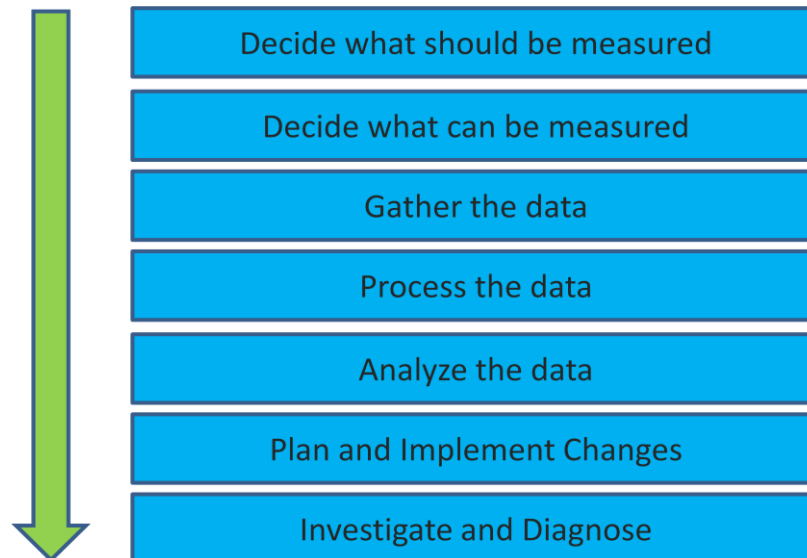 Decide what should be measured
Decide what can be measured
Gather the data
Process the data
Analyze the data
Plan and Implement Changes
Investigate and Diagnose